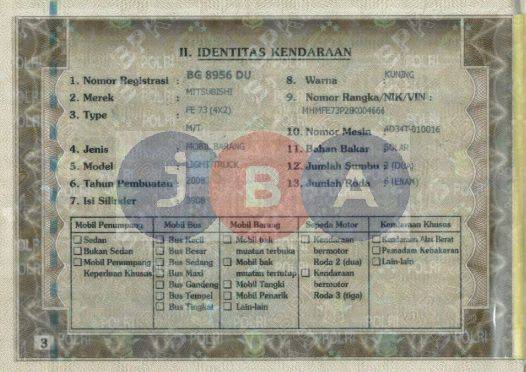 II. IDENTITAS KENDARAAN
1. Nomor Registrasi : BG 8956 DU
2. Merek : MITSUBISHI
3. Type : FE 73 (4X2)
M/T
4. Jenis : MOBIL BARANG
5. Model LIGHT TRUCK
6. Tahun Pembuatan : 2008
7. Isi Silinder : 3908
8. Warna : KUNING
9. Nomor Rangka/NIK/VIN :
MHMFE73P28K004666
10. Nomor Mesin 4D34T-D10016
11. Bahan Bakar SOLAR
12. Jumlah Sumbu 2 (DUA)
13. Jumlah Roda 6 (ENAM)
JBA
Mobil Penumpang
Sedan
Bukan Sedan
Mobil Penumpang
Keperluan Khusus
Mobil Bus
Bus Kecil
Bus Besar
Bus Sedang
Bus Maxi
Bus Gandeng
Bus Tempel
Bus Tingkat
Mobil Barang
Mobil bak
muatan terbuka
Mobil bak
muatan tertutup
Mobil Tangki
Mobil Penarik
Lain-lain
Sepeda Motor
Kendaraan
bermotor
Roda 2 (dua)
Kendaraan
bermotor
Roda 3 (tiga)
Kendaraan Khusus
Kendaraan Alat Berat
Pemadam Kebakaran
Lain-lain
3